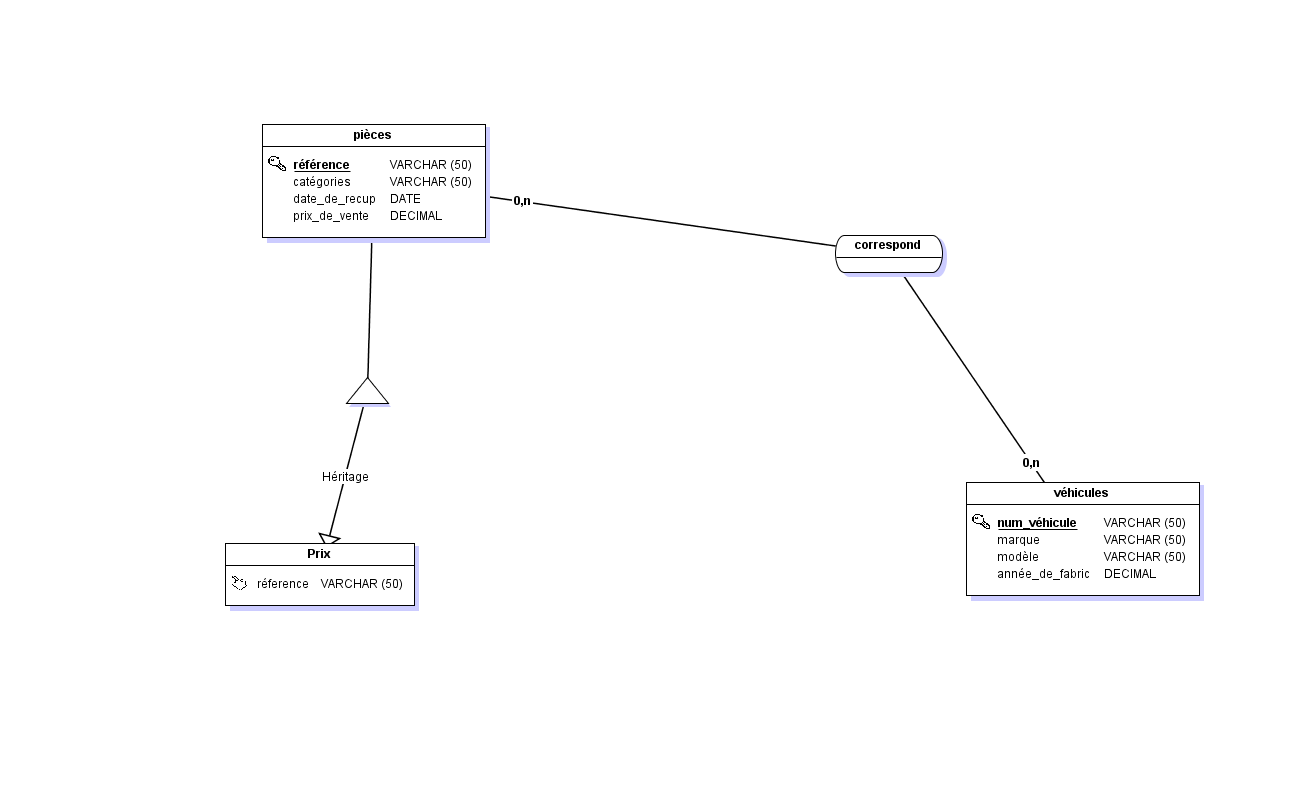 pièces
référence VARCHAR (50)
catégories VARCHAR (50)
date_de_recup DATE
prix_de_vente DECIMAL
0,n
correspond
0,n
Héritage
véhicules
num_véhicule VARCHAR (50)
marque VARCHAR (50)
modèle VARCHAR (50)
année_de_fabric DECIMAL
Prix
réference VARCHAR (50)